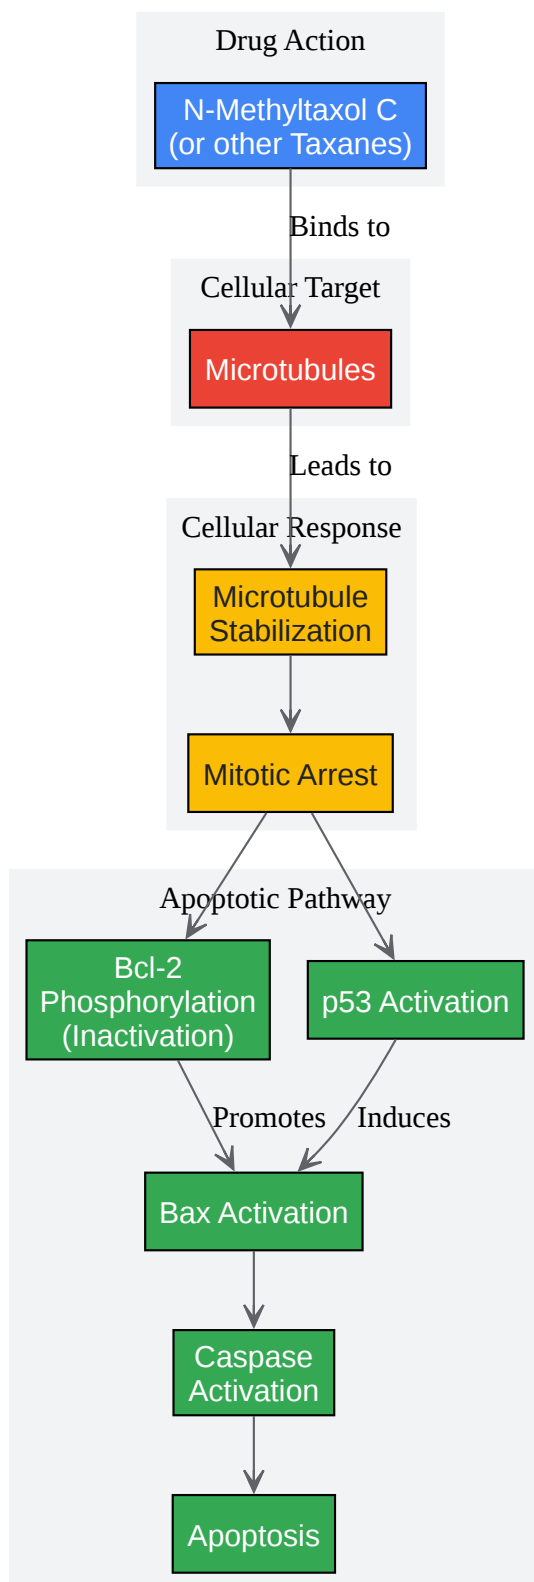 Drug Action
N-Methyltaxol C
(or other Taxanes)
Binds to
Cellular Target
Microtubules
Leads to
Cellular Response
Microtubule
Stabilization
Mitotic Arrest
Apoptotic Pathway
Bcl-2
Phosphorylation
(Inactivation)
p53 Activation
Promotes
Induces
Bax Activation
Caspase
Activation
Apoptosis